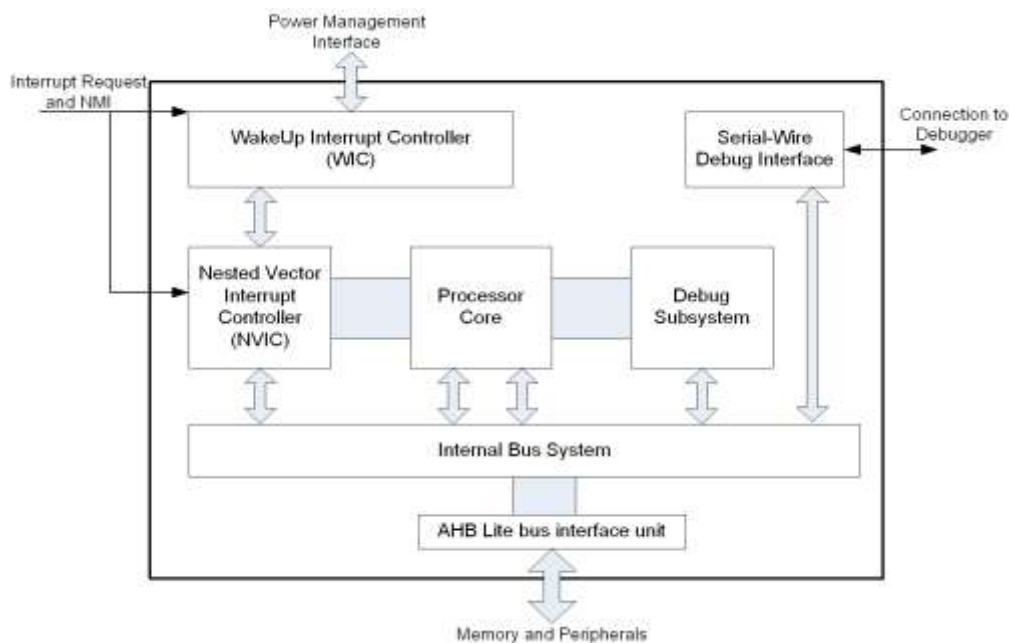 Power Management
Interface
Interrupt Request
and NMI
WakeUp Interrupt Controller
(WIC)
Serial-Wire
Debug Interface
Connection to
Debugger
Nested Vector
Interrupt
Controller
(NVIC)
Processor
Core
Debug
Subsystem
Internal Bus System
AHB Lite bus interface unit
Memory and Peripherals